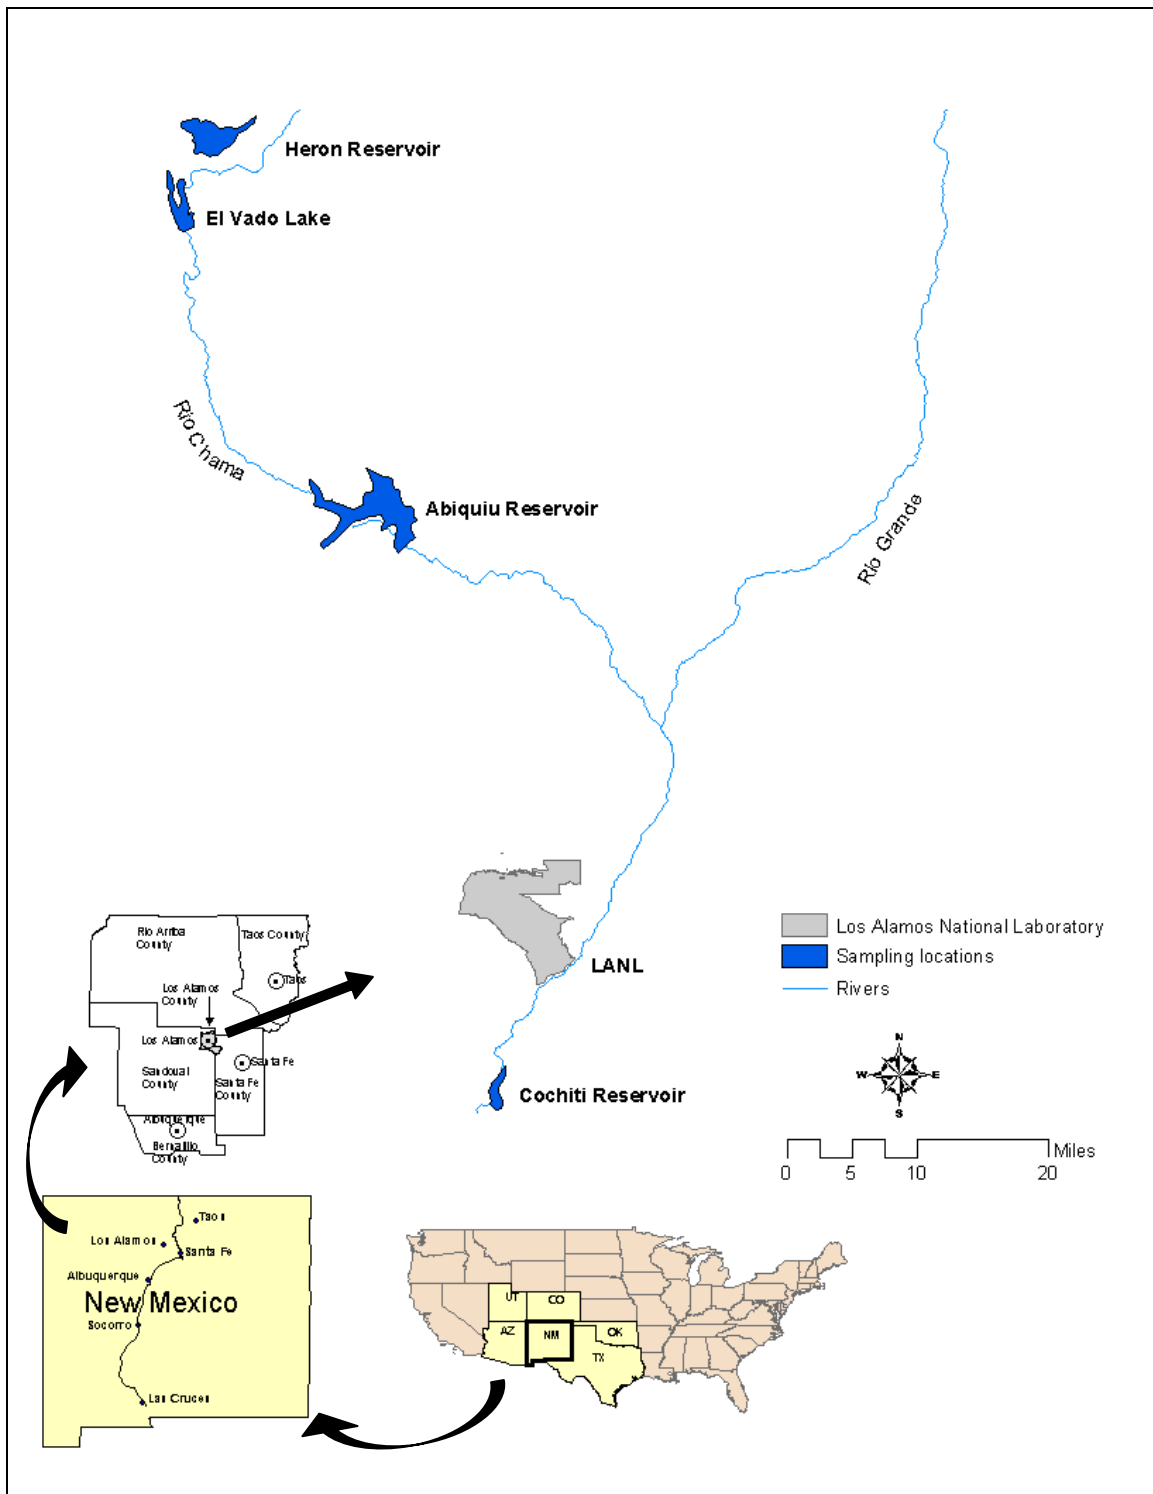 Heron Reservoir
El Vado Lake
Rio Chama
Abiquiu Reservoir
Rio Grande
LANL
Cochiti Reservoir
Los Alamos National Laboratory
Sampling locations
Rivers
N
W
E
S
Miles
0
5
10
20
Rio Arriba
County
Taos County
Taos
Los Alamos
County
Los Alamos
Santa Fe
Sandoval
County
Santa Fe
County
Albuquerque
Bernalillo
County
Taos
Los Alamos
Santa Fe
Albuquerque
New Mexico
Socorro
Las Cruces
UT
CO
AZ
NM
OK
TX